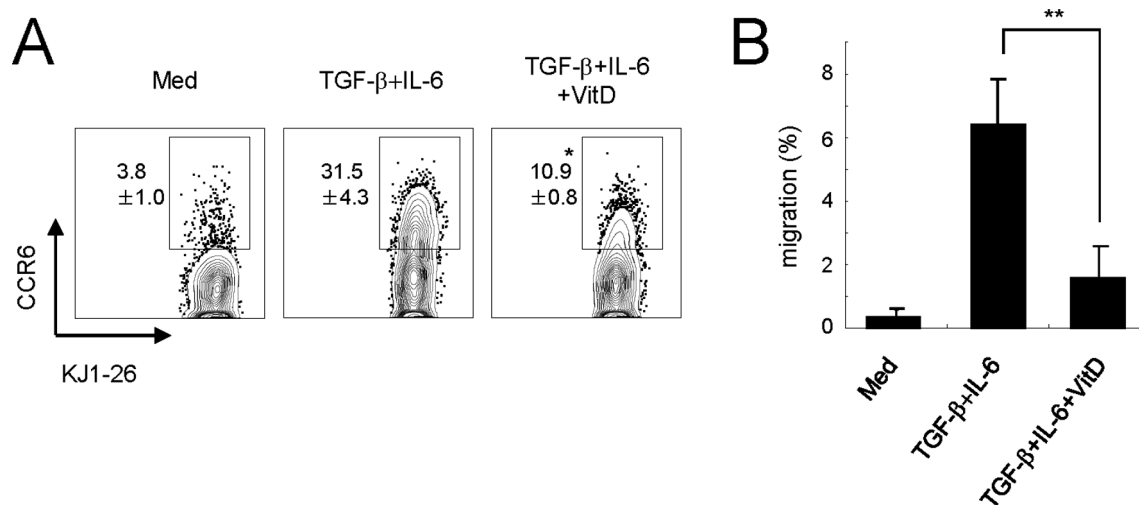 A
Med
TGF-β+IL-6
TGF-β+IL-6
+VitD
3.8
±1.0
31.5
±4.3
*
10.9
±0.8
CCR6
KJ1-26
B
**
migration (%)
8
6
4
2
0
Med
TGF-β+IL-6
TGF-β+IL-6+VitD